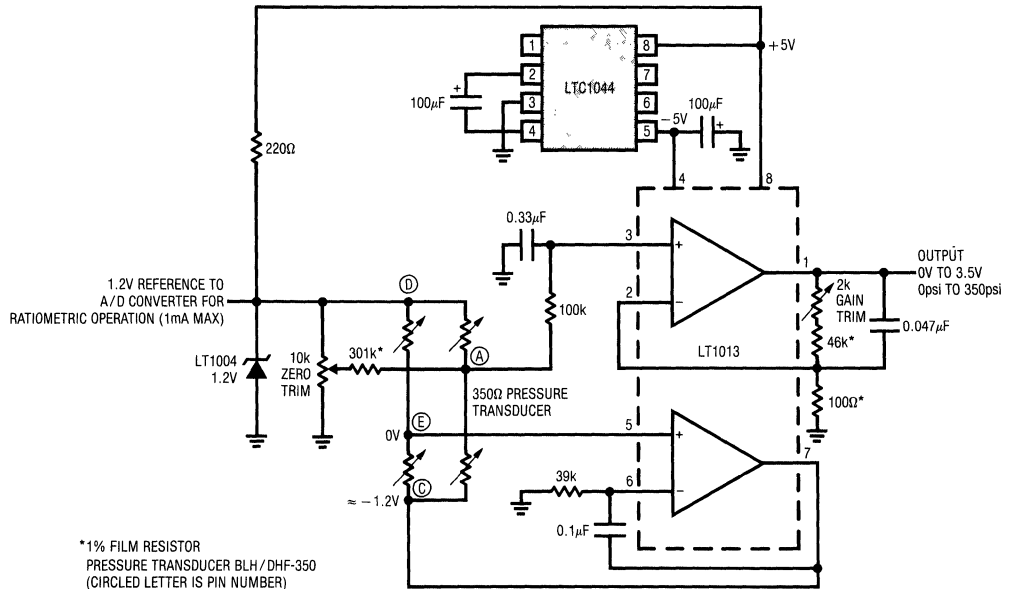 1
2
3
4
LTC1044
8
7
6
5
+5V
100μF
+
−5V
100μF
+
220Ω
4
8
0.33μF
3
+
1
OUTPUT
0V TO 3.5V
0psi TO 350psi
1.2V REFERENCE TO
A/D CONVERTER FOR
RATIOMETRIC OPERATION (1mA MAX)
D
2
−
2k
GAIN
TRIM
100k
LT1013
46k*
0.047μF
LT1004
1.2V
10k
ZERO
TRIM
301k*
A
350Ω PRESSURE
TRANSDUCER
100Ω*
E
0V
5
+
7
C
≈ −1.2V
39k
6
−
0.1μF
*1% FILM RESISTOR
PRESSURE TRANSDUCER BLH/DHF-350
(CIRCLED LETTER IS PIN NUMBER)